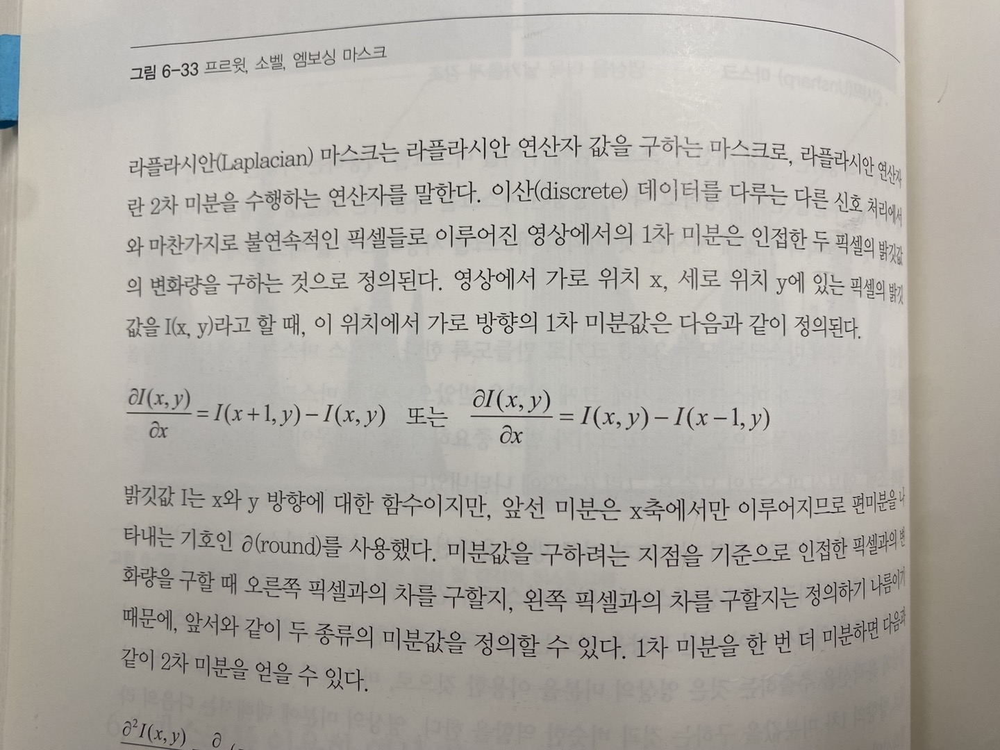 그림 6-33 프르윗, 소벨, 엠보싱 마스크
라플라시안(Laplacian) 마스크는 라플라시안 연산자 값을 구하는 마스크로, 라플라시안 연산자
란 2차 미분을 수행하는 연산자를 말한다. 이산(discrete) 데이터를 다루는 다른 신호 처리에서
와 마찬가지로 불연속적인 픽셀들로 이루어진 영상에서의 1차 미분은 인접한 두 픽셀의 밝깃값
의 변화량을 구하는 것으로 정의된다. 영상에서 가로 위치 x, 세로 위치 y에 있는 픽셀의 밝깃
값을 I(x, y)라고 할 때, 이 위치에서 가로 방향의 1차 미분값은 다음과 같이 정의된다.
∂I(x, y)/∂x = I(x+1, y) − I(x, y) 또는 ∂I(x, y)/∂x = I(x, y) − I(x−1, y)
밝깃값 I는 x와 y 방향에 대한 함수이지만, 앞선 미분은 x축에서만 이루어지므로 편미분을 나
타내는 기호인 ∂(round)를 사용했다. 미분값을 구하려는 지점을 기준으로 인접한 픽셀과의 변
화량을 구할 때 오른쪽 픽셀과의 차를 구할지, 왼쪽 픽셀과의 차를 구할지는 정의하기 나름이기
때문에, 앞서와 같이 두 종류의 미분값을 정의할 수 있다. 1차 미분을 한 번 더 미분하면 다음과
같이 2차 미분을 얻을 수 있다.
∂²I(x, y) ∂